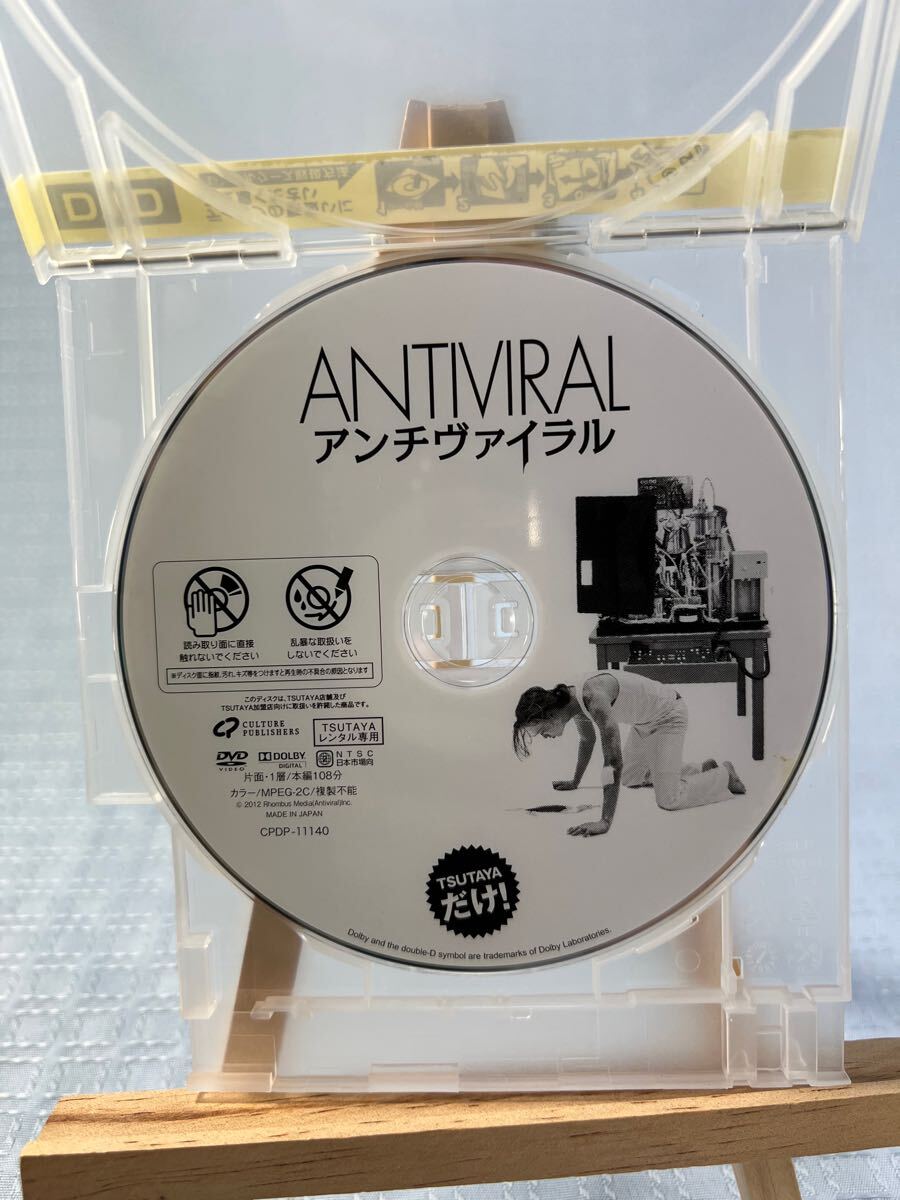 DVD
ANTIVIRAL
アンチヴァイラル
読み取り面に直接
触れないでください
乱暴な取扱いを
しないでください
※ディスク面に指紋、汚れ、キズ等をつけますと再生時の不具合の原因となります
このディスクは、TSUTAYA店舗及び
TSUTAYA加盟店向けに取扱いを許諾した商品です。
CULTURE
PUBLISHERS
TSUTAYA
レンタル専用
DVD
VIDEO
DOLBY
DIGITAL
NTSC
日本市場向
片面・1層/本編108分
カラー/MPEG-2C/複製不能
© 2012 Rhombus Media(Antiviral)Inc.
MADE IN JAPAN
CPDP-11140
TSUTAYA
だけ!
Dolby and the double-D symbol are trademarks of Dolby Laboratories.